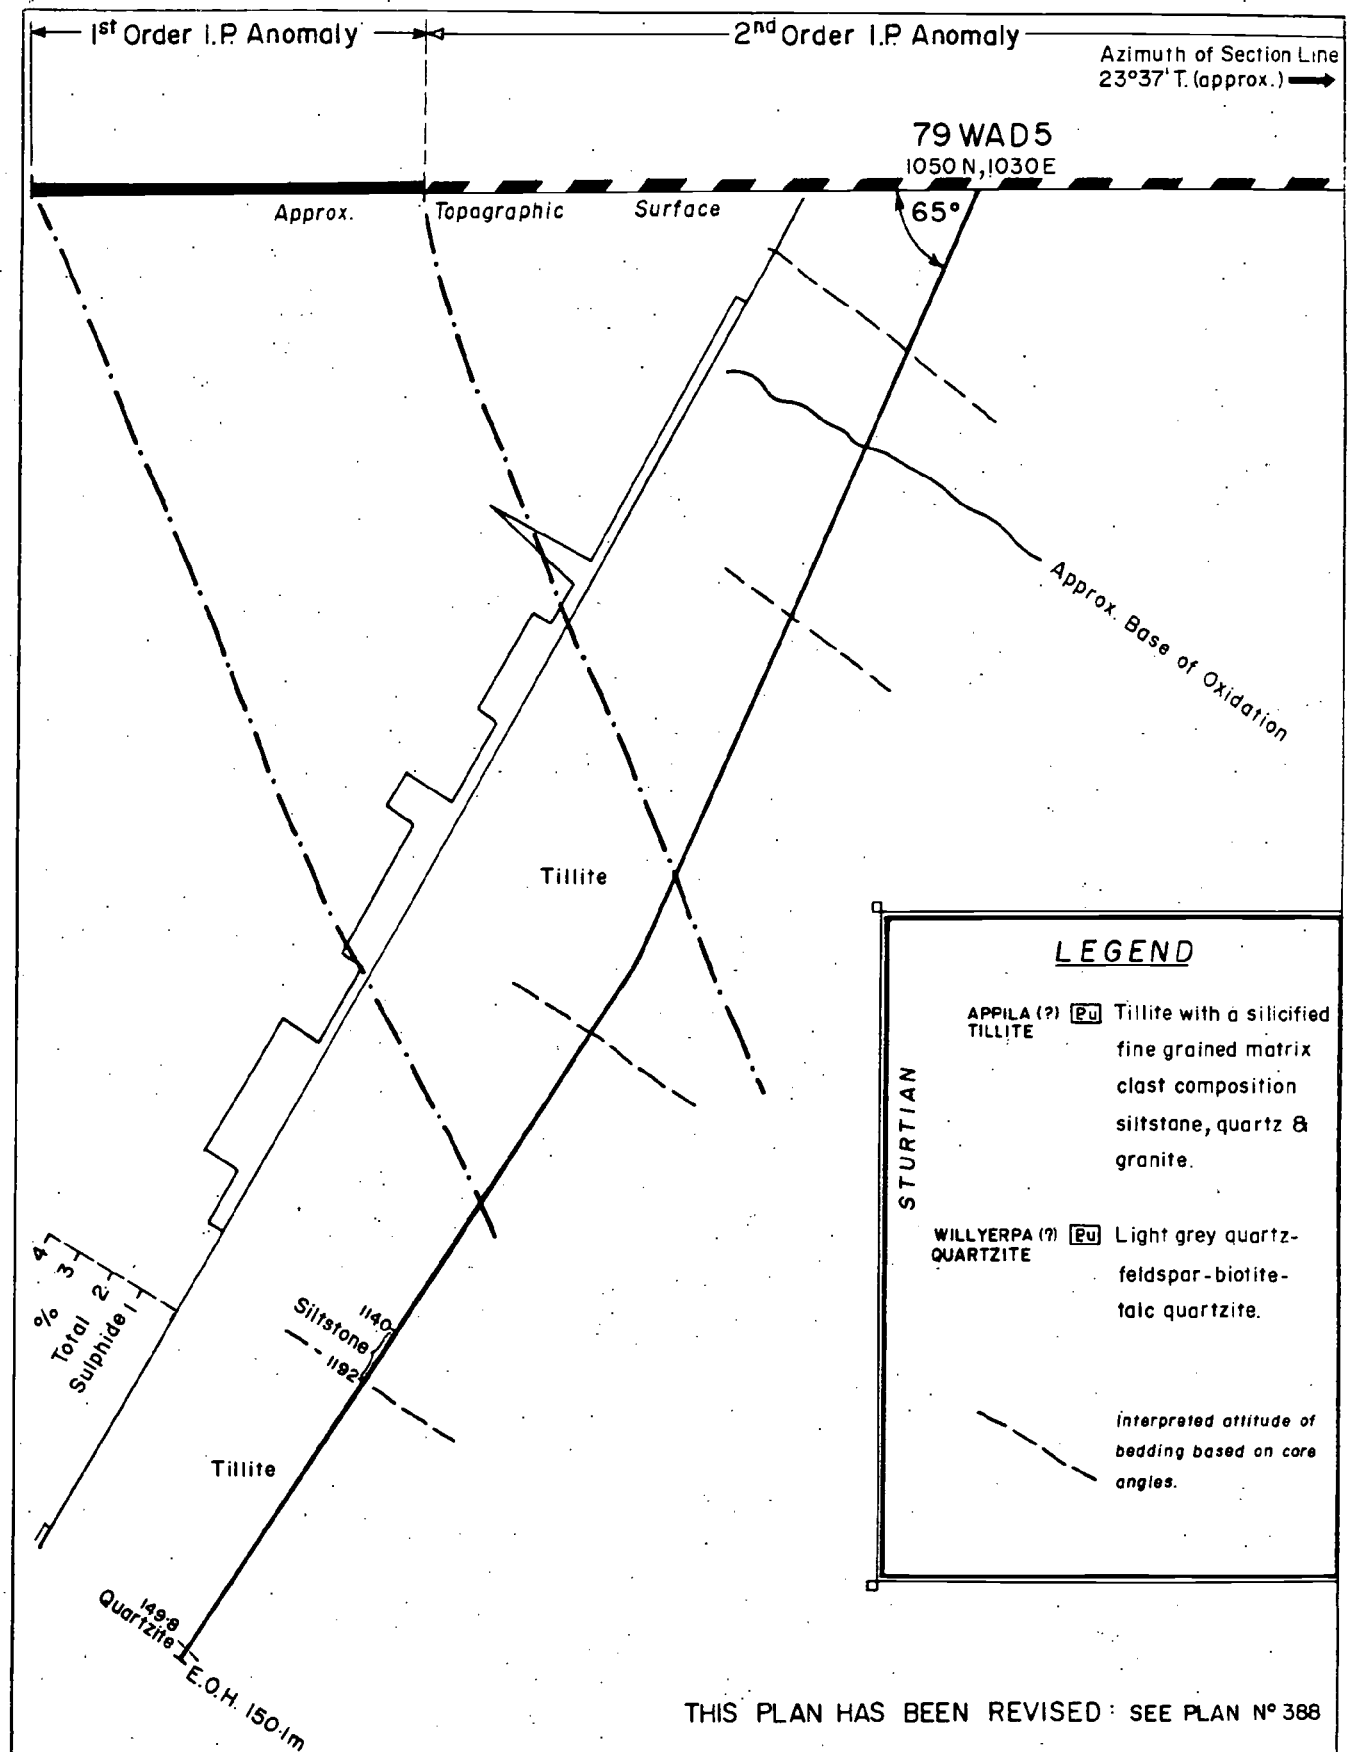 1st Order I.P. Anomaly
2nd Order I.P. Anomaly
Azimuth of Section Line
23°37' T. (approx.)
79 WAD 5
1050 N, 1030 E
Approx. Topographic Surface
65°
Approx. Base of Oxidation
Tillite
LEGEND
STURTIAN
APPILA (?) Pu Tillite with a silicified
TILLITE
fine grained matrix
clast composition
siltstone, quartz &
granite.
WILLYERPA (?) Pu Light grey quartz-
QUARTZITE
feldspar-biotite-
talc quartzite.
interpreted attitude of
bedding based on core
angles.
4 3 2 1
%
Total
Sulphide
1140
Siltstone
1192
Tillite
149·8
Quartzite
E.O.H. 150·1m
THIS PLAN HAS BEEN REVISED : SEE PLAN Nº 388